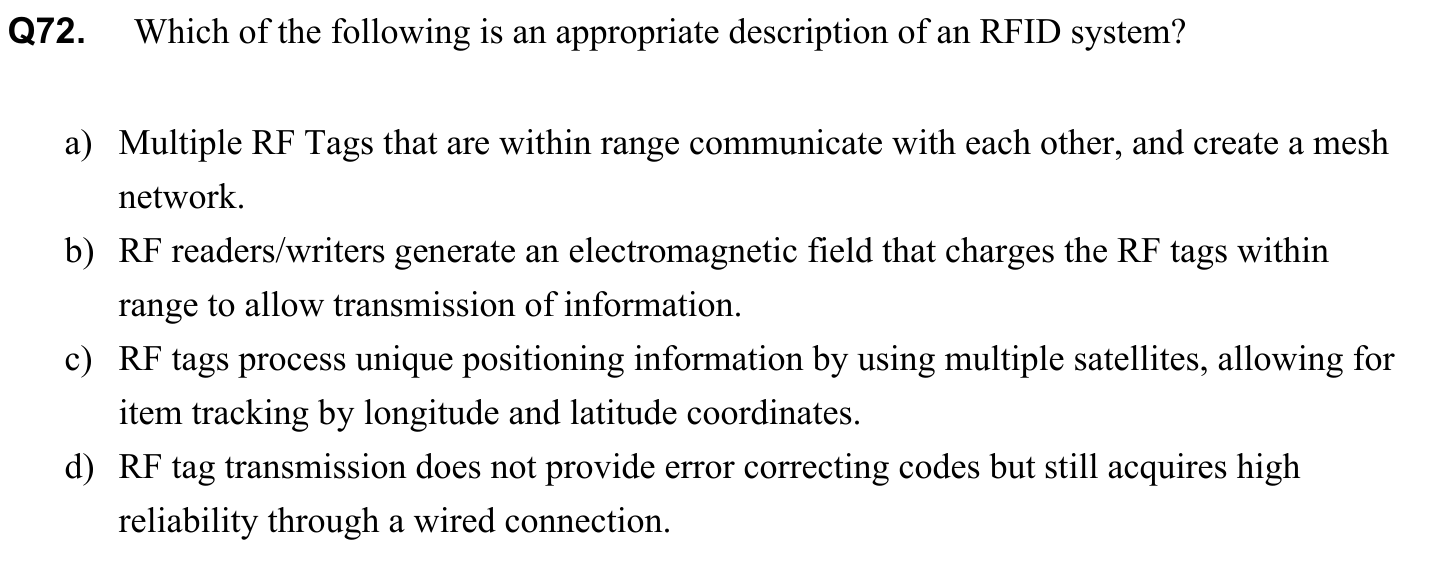 Q72. Which of the following is an appropriate description of an RFID system?
a) Multiple RF Tags that are within range communicate with each other, and create a mesh
network.
b) RF readers/writers generate an electromagnetic field that charges the RF tags within
range to allow transmission of information.
c) RF tags process unique positioning information by using multiple satellites, allowing for
item tracking by longitude and latitude coordinates.
d) RF tag transmission does not provide error correcting codes but still acquires high
reliability through a wired connection.